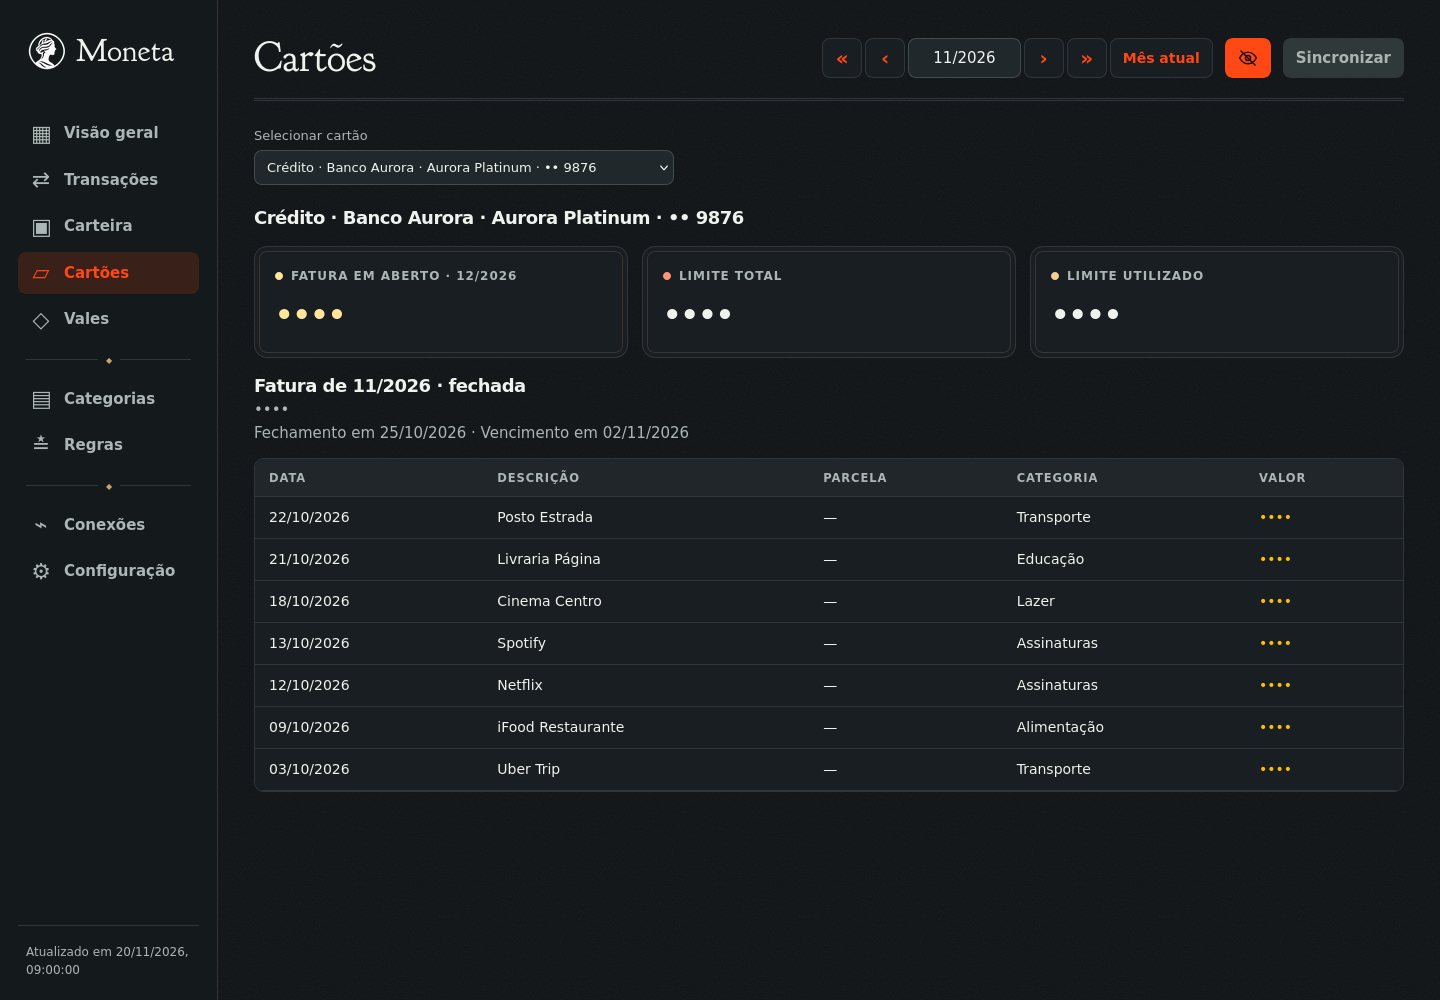 Moneta
Visão geral
Transações
Carteira
Cartões
Vales
Categorias
Regras
Conexões
Configuração
Atualizado em 20/11/2026,
09:00:00
Cartões
« ‹ 11/2026 › » Mês atual Sincronizar
Selecionar cartão
Crédito · Banco Aurora · Aurora Platinum · •• 9876
Crédito · Banco Aurora · Aurora Platinum · •• 9876
FATURA EM ABERTO · 12/2026
••••
LIMITE TOTAL
••••
LIMITE UTILIZADO
••••
Fatura de 11/2026 · fechada
••••
Fechamento em 25/10/2026 · Vencimento em 02/11/2026
DATA DESCRIÇÃO PARCELA CATEGORIA VALOR
22/10/2026 Posto Estrada — Transporte ••••
21/10/2026 Livraria Página — Educação ••••
18/10/2026 Cinema Centro — Lazer ••••
13/10/2026 Spotify — Assinaturas ••••
12/10/2026 Netflix — Assinaturas ••••
09/10/2026 iFood Restaurante — Alimentação ••••
03/10/2026 Uber Trip — Transporte ••••